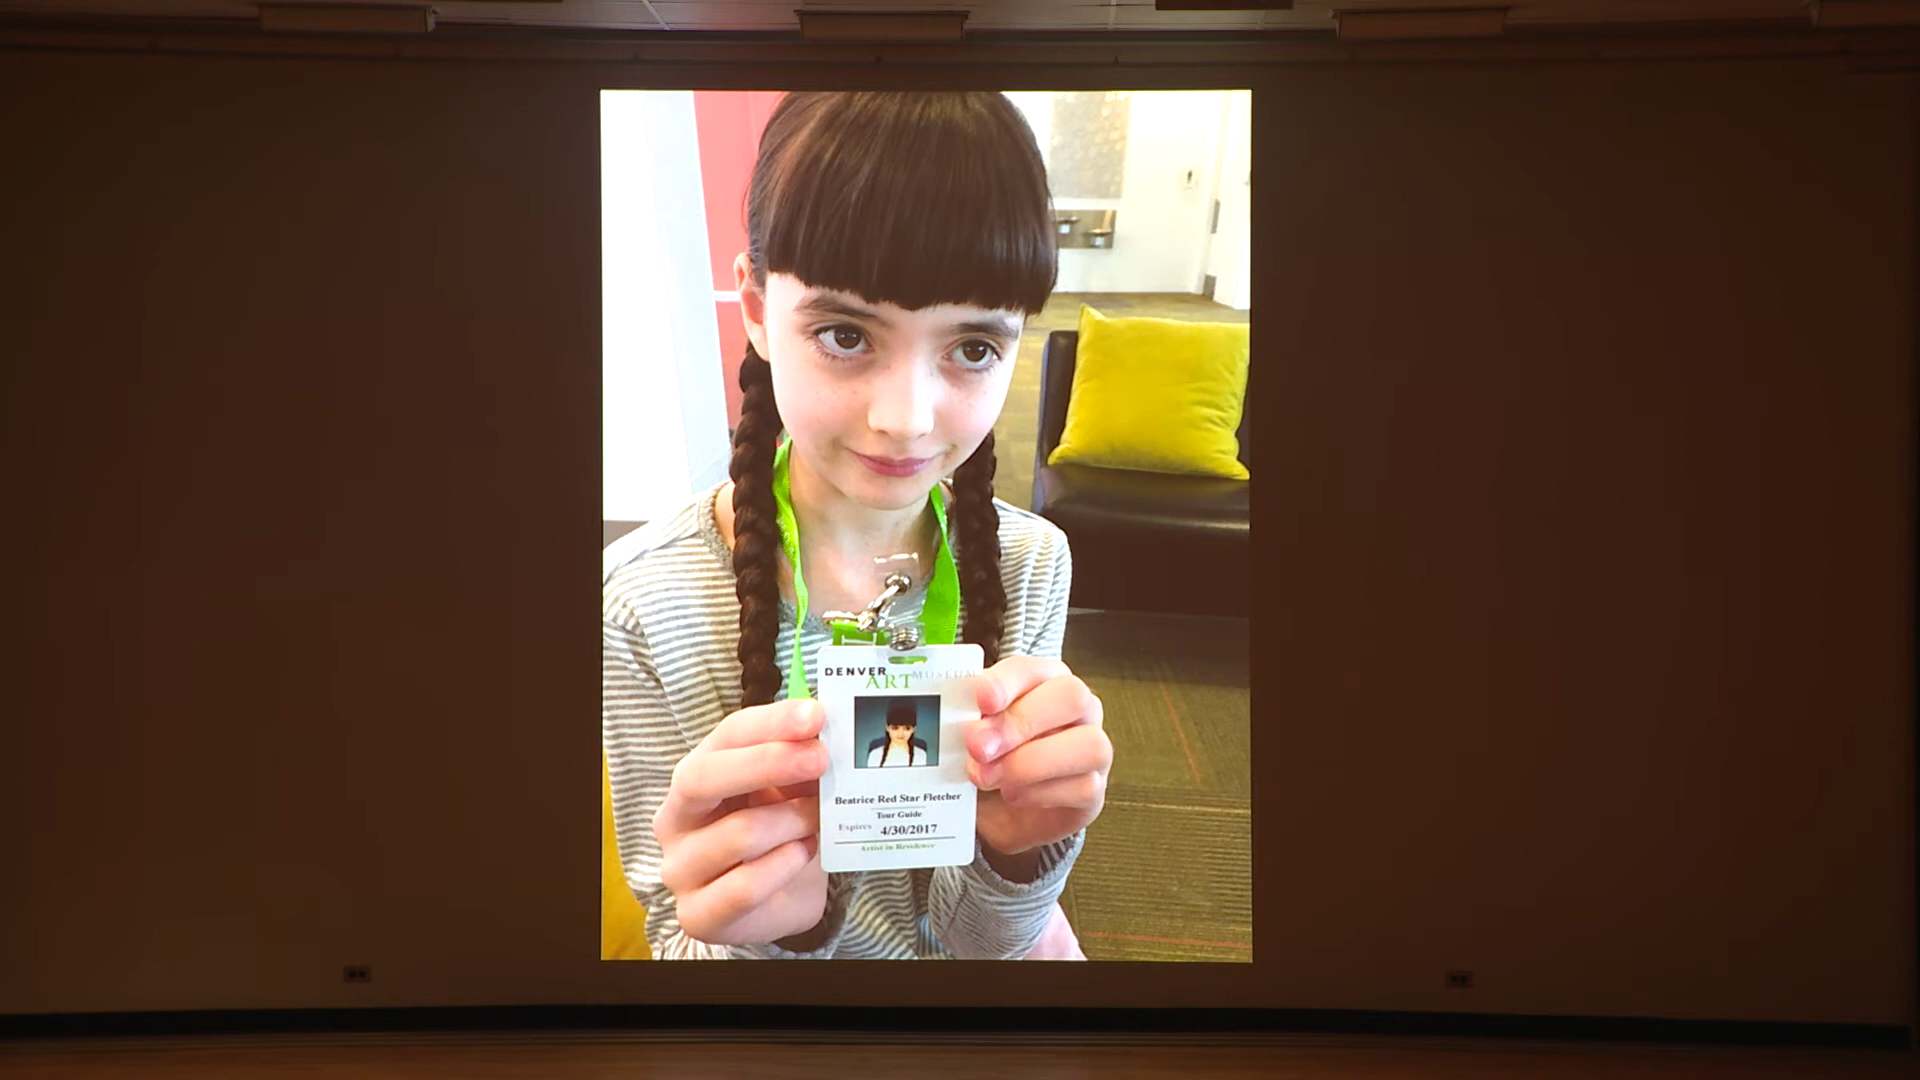 DENVER
ART MUSEUM
Beatrice Red Star Fletcher
Tour Guide
Expires 4/30/2017
Artist in Residence